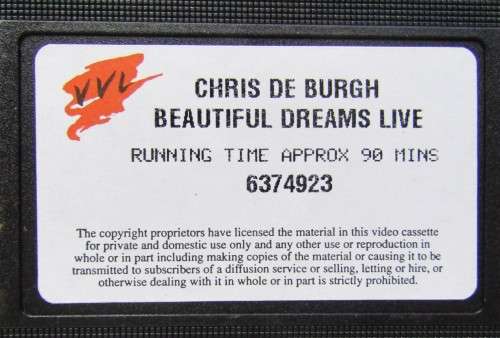 VVL
CHRIS DE BURGH
BEAUTIFUL DREAMS LIVE
RUNNING TIME APPROX 90 MINS
6374923
The copyright proprietors have licensed the material in this video cassette
for private and domestic use only and any other use or reproduction in
whole or in part including making copies of the material or causing it to be
transmitted to subscribers of a diffusion service or selling, letting or hire, or
otherwise dealing with it in whole or in part is strictly prohibited.